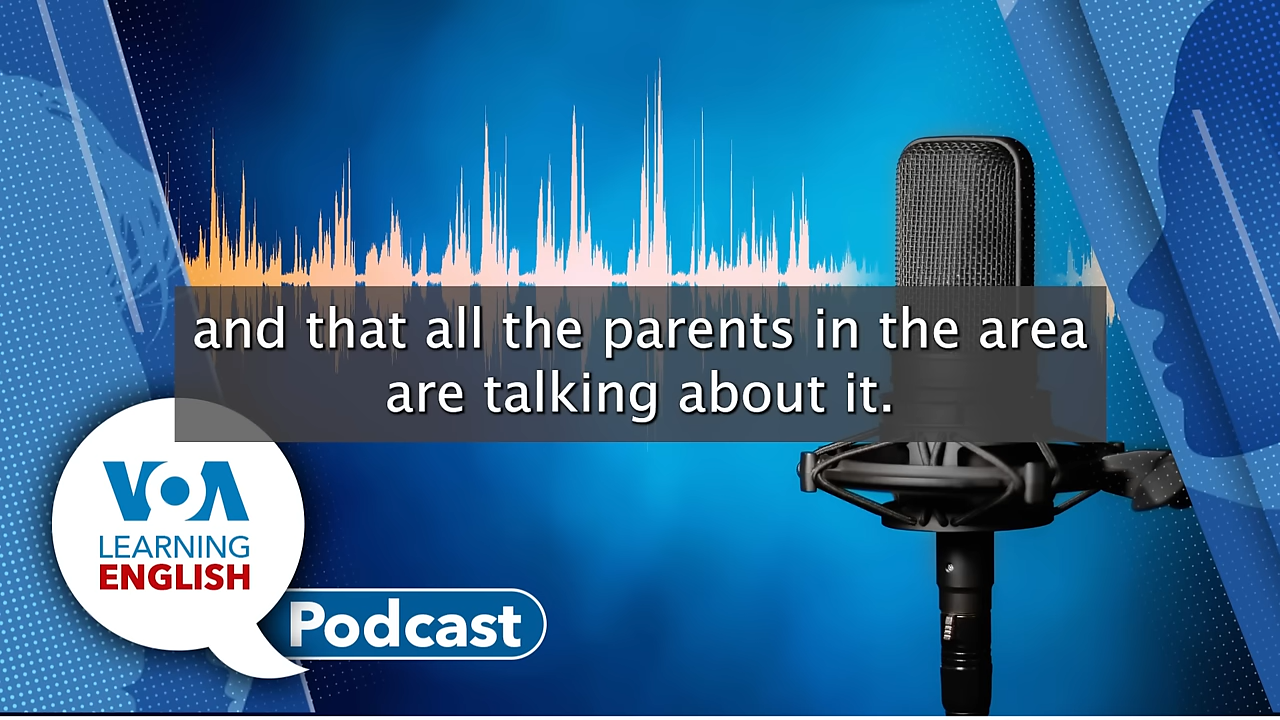 and that all the parents in the area
are talking about it.
VOA
LEARNING
ENGLISH
Podcast